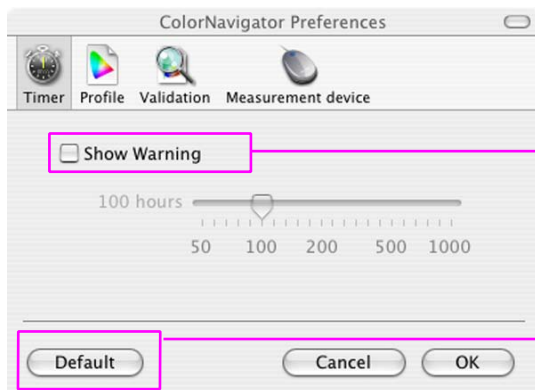 ColorNavigator Preferences
Timer Profile Validation Measurement device
Show Warning
100 hours
50 100 200 500 1000
Default Cancel OK